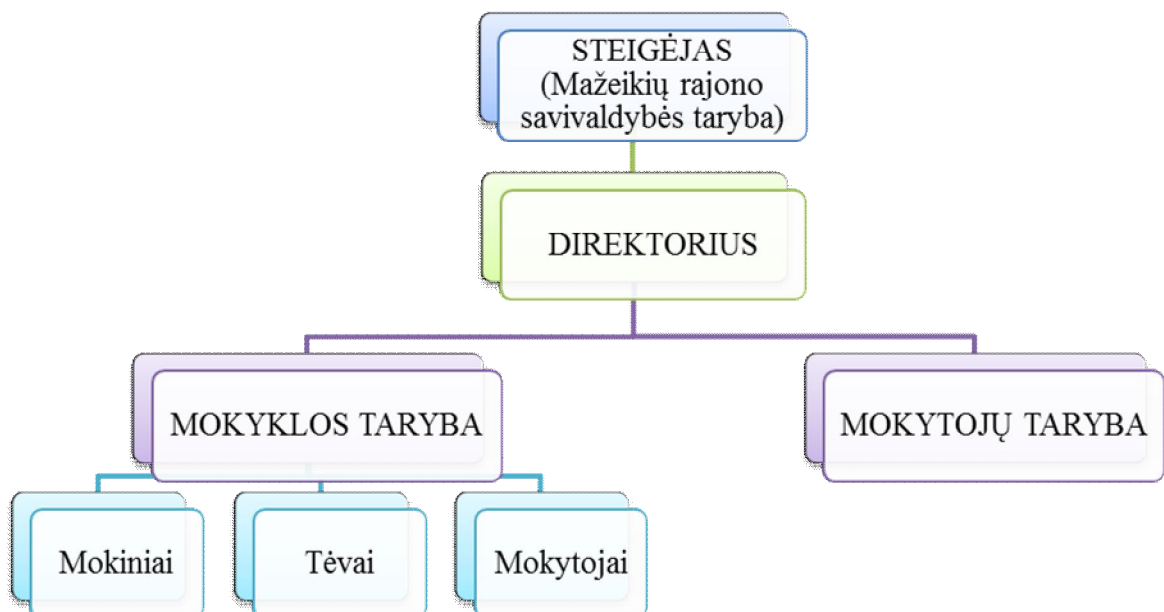 STEIGĖJAS
(Mažeikių rajono
savivaldybės taryba)
DIREKTORIUS
MOKYKLOS TARYBA
MOKYTOJŲ TARYBA
Mokiniai
Tėvai
Mokytojai